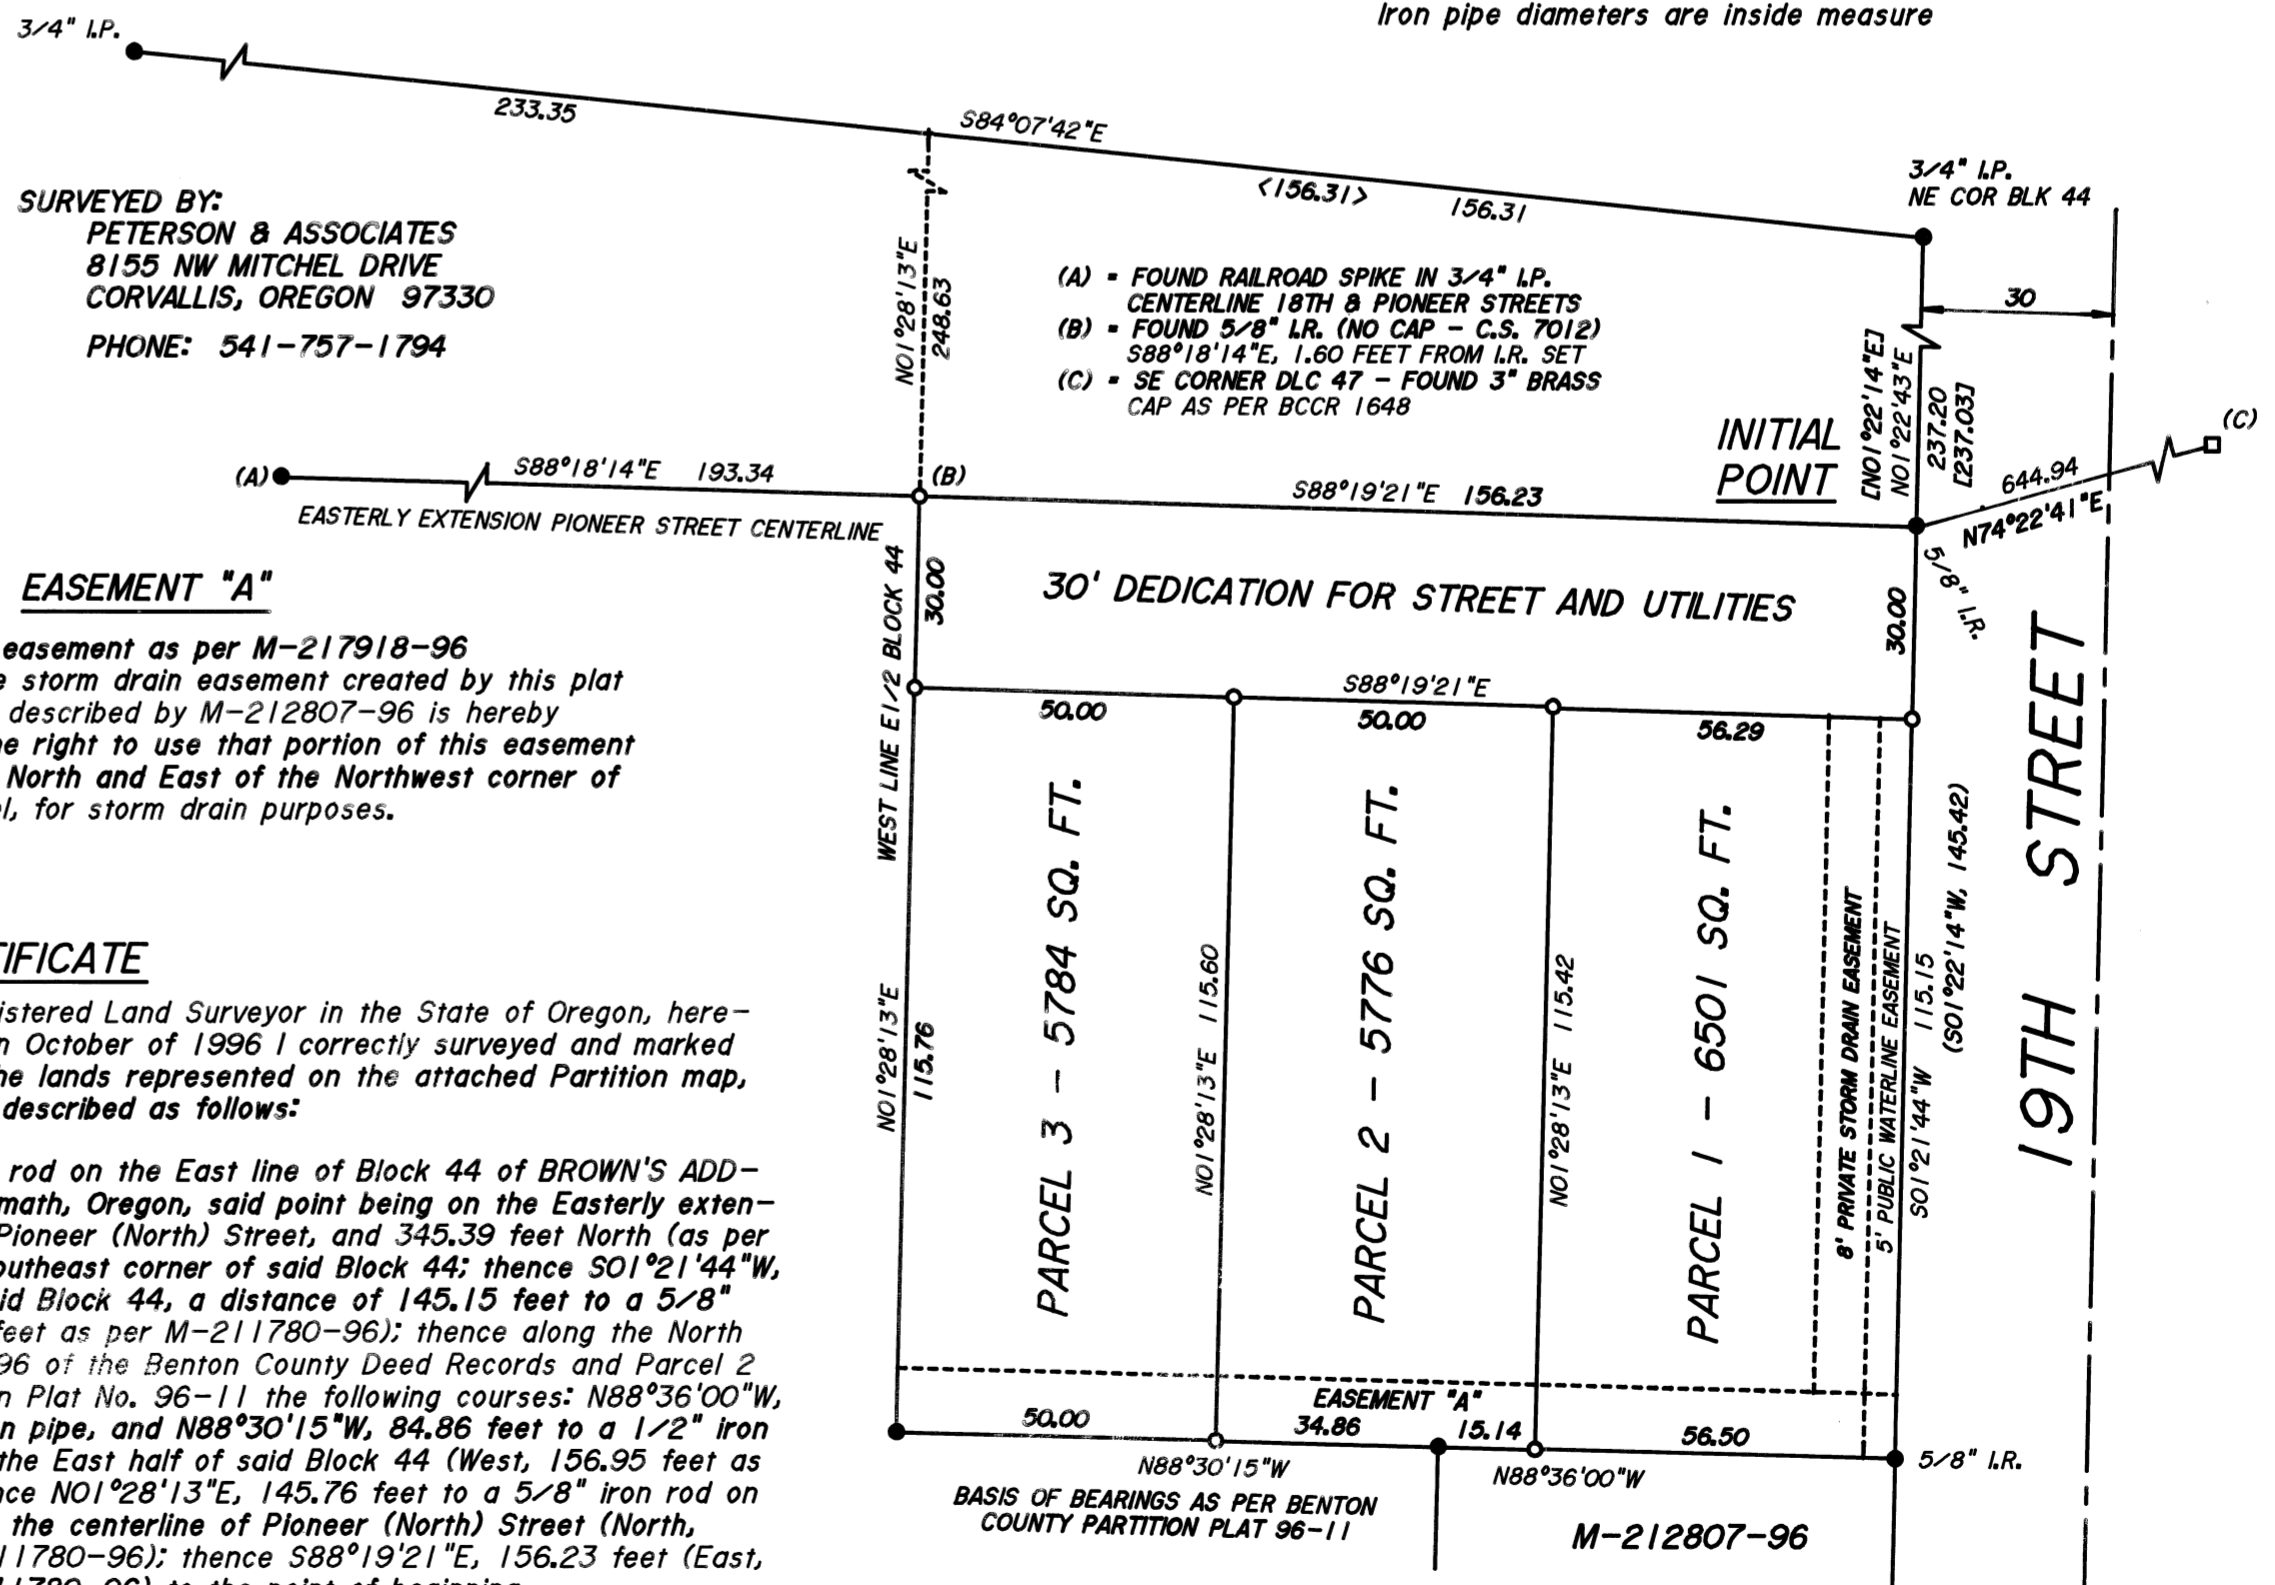 Iron pipe diameters are inside measure
3/4" I.P.
233.35
S84°07'42"E
<156.31> 156.31
3/4" I.P.
NE COR BLK 44
30
SURVEYED BY:
PETERSON & ASSOCIATES
8155 NW MITCHEL DRIVE
CORVALLIS, OREGON 97330
PHONE: 541-757-1794
N01°28'13"E
248.63
(A) = FOUND RAILROAD SPIKE IN 3/4" I.P.
CENTERLINE 18TH & PIONEER STREETS
(B) = FOUND 5/8" I.R. (NO CAP - C.S. 7012)
S88°18'14"E, 1.60 FEET FROM I.R. SET
(C) = SE CORNER DLC 47 - FOUND 3" BRASS
CAP AS PER BCCR 1648
INITIAL
POINT
[N01°22'14"E]
N01°22'43"E
237.20
[237.03]
(C)
644.94
N74°22'41"E
5/8" I.R.
(A)
S88°18'14"E 193.34
(B)
S88°19'21"E 156.23
EASTERLY EXTENSION PIONEER STREET CENTERLINE
WEST LINE E1/2 BLOCK 44
30.00
30' DEDICATION FOR STREET AND UTILITIES
30.00
EASEMENT "A"
easement as per M-217918-96
e storm drain easement created by this plat
described by M-212807-96 is hereby
he right to use that portion of this easement
North and East of the Northwest corner of
el, for storm drain purposes.
S88°19'21"E
50.00
50.00
56.29
N01°28'13"E
115.76
PARCEL 3 - 5784 SQ. FT.
N01°28'13"E 115.60
PARCEL 2 - 5776 SQ. FT.
N01°28'13"E 115.42
PARCEL 1 - 6501 SQ. FT.
8' PRIVATE STORM DRAIN EASEMENT
5' PUBLIC WATERLINE EASEMENT
S01°21'44"W 115.15
(S01°22'14"W, 145.42)
19TH STREET
TIFICATE
istered Land Surveyor in the State of Oregon, here-
n October of 1996 I correctly surveyed and marked
he lands represented on the attached Partition map,
described as follows:
rod on the East line of Block 44 of BROWN'S ADD-
math, Oregon, said point being on the Easterly exten-
Pioneer (North) Street, and 345.39 feet North (as per
outheast corner of said Block 44; thence S01°21'44"W,
id Block 44, a distance of 145.15 feet to a 5/8"
feet as per M-211780-96); thence along the North
96 of the Benton County Deed Records and Parcel 2
n Plat No. 96-11 the following courses: N88°36'00"W,
n pipe, and N88°30'15"W, 84.86 feet to a 1/2" iron
the East half of said Block 44 (West, 156.95 feet as
nce N01°28'13"E, 145.76 feet to a 5/8" iron rod on
the centerline of Pioneer (North) Street (North,
11780-96); thence S88°19'21"E, 156.23 feet (East,
11780-96) to the point of beginning
EASEMENT "A"
50.00
34.86
15.14
56.50
5/8" I.R.
N88°30'15"W
N88°36'00"W
BASIS OF BEARINGS AS PER BENTON
COUNTY PARTITION PLAT 96-11
M-212807-96